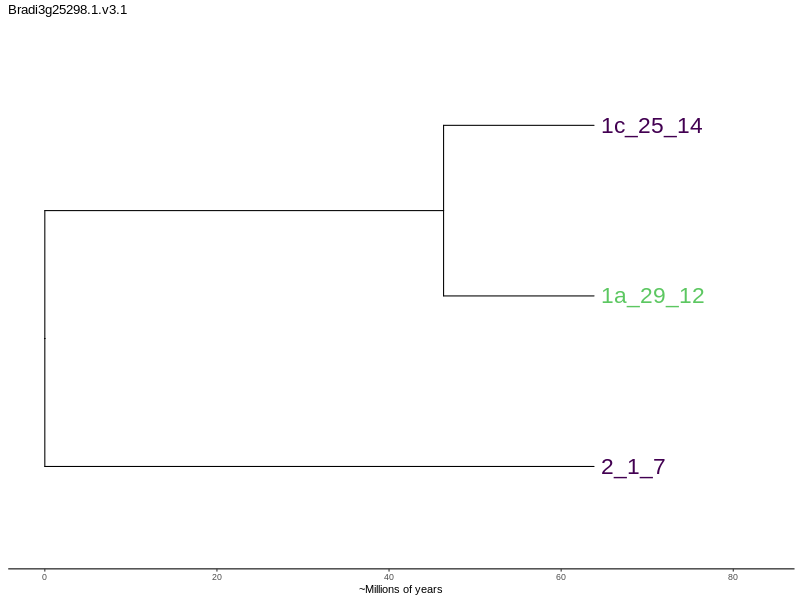 Bradi3g25298.1.v3.1
1c_25_14
1a_29_12
2_1_7
0 20 40 60 80
~Millions of years